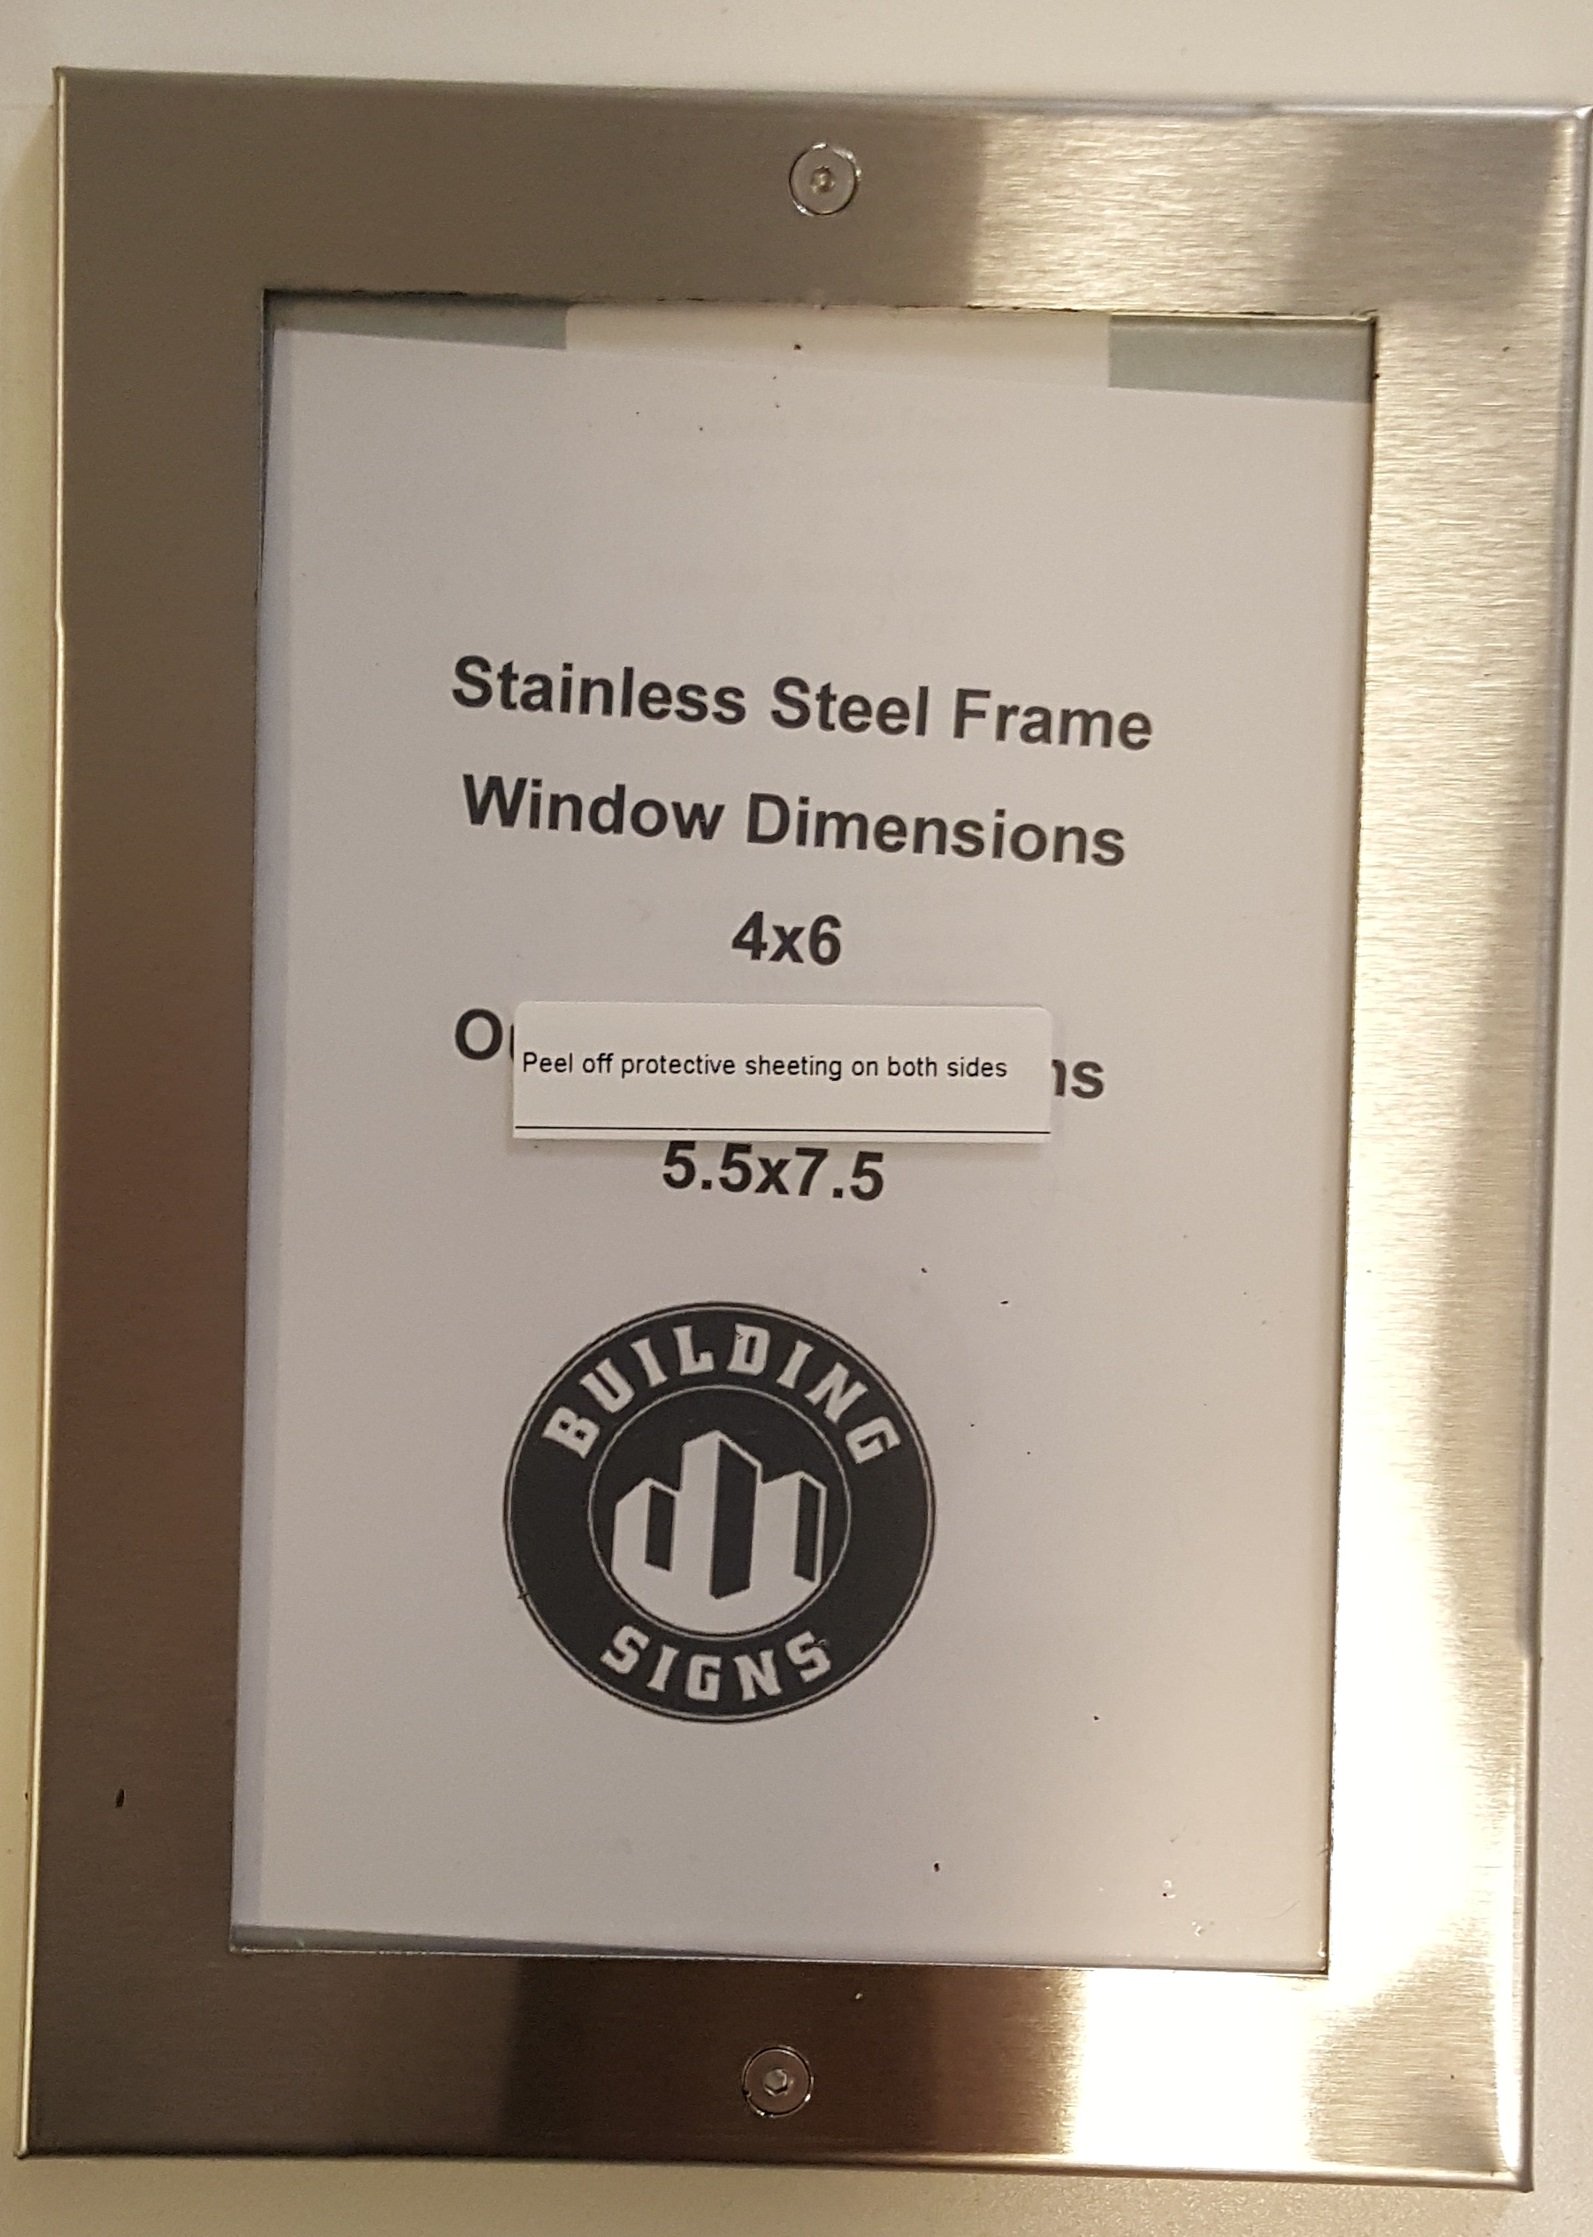 Stainless Steel Frame
Window Dimensions
4x6
Peel off protective sheeting on both sides
5.5x7.5
BUILDING
SIGNS